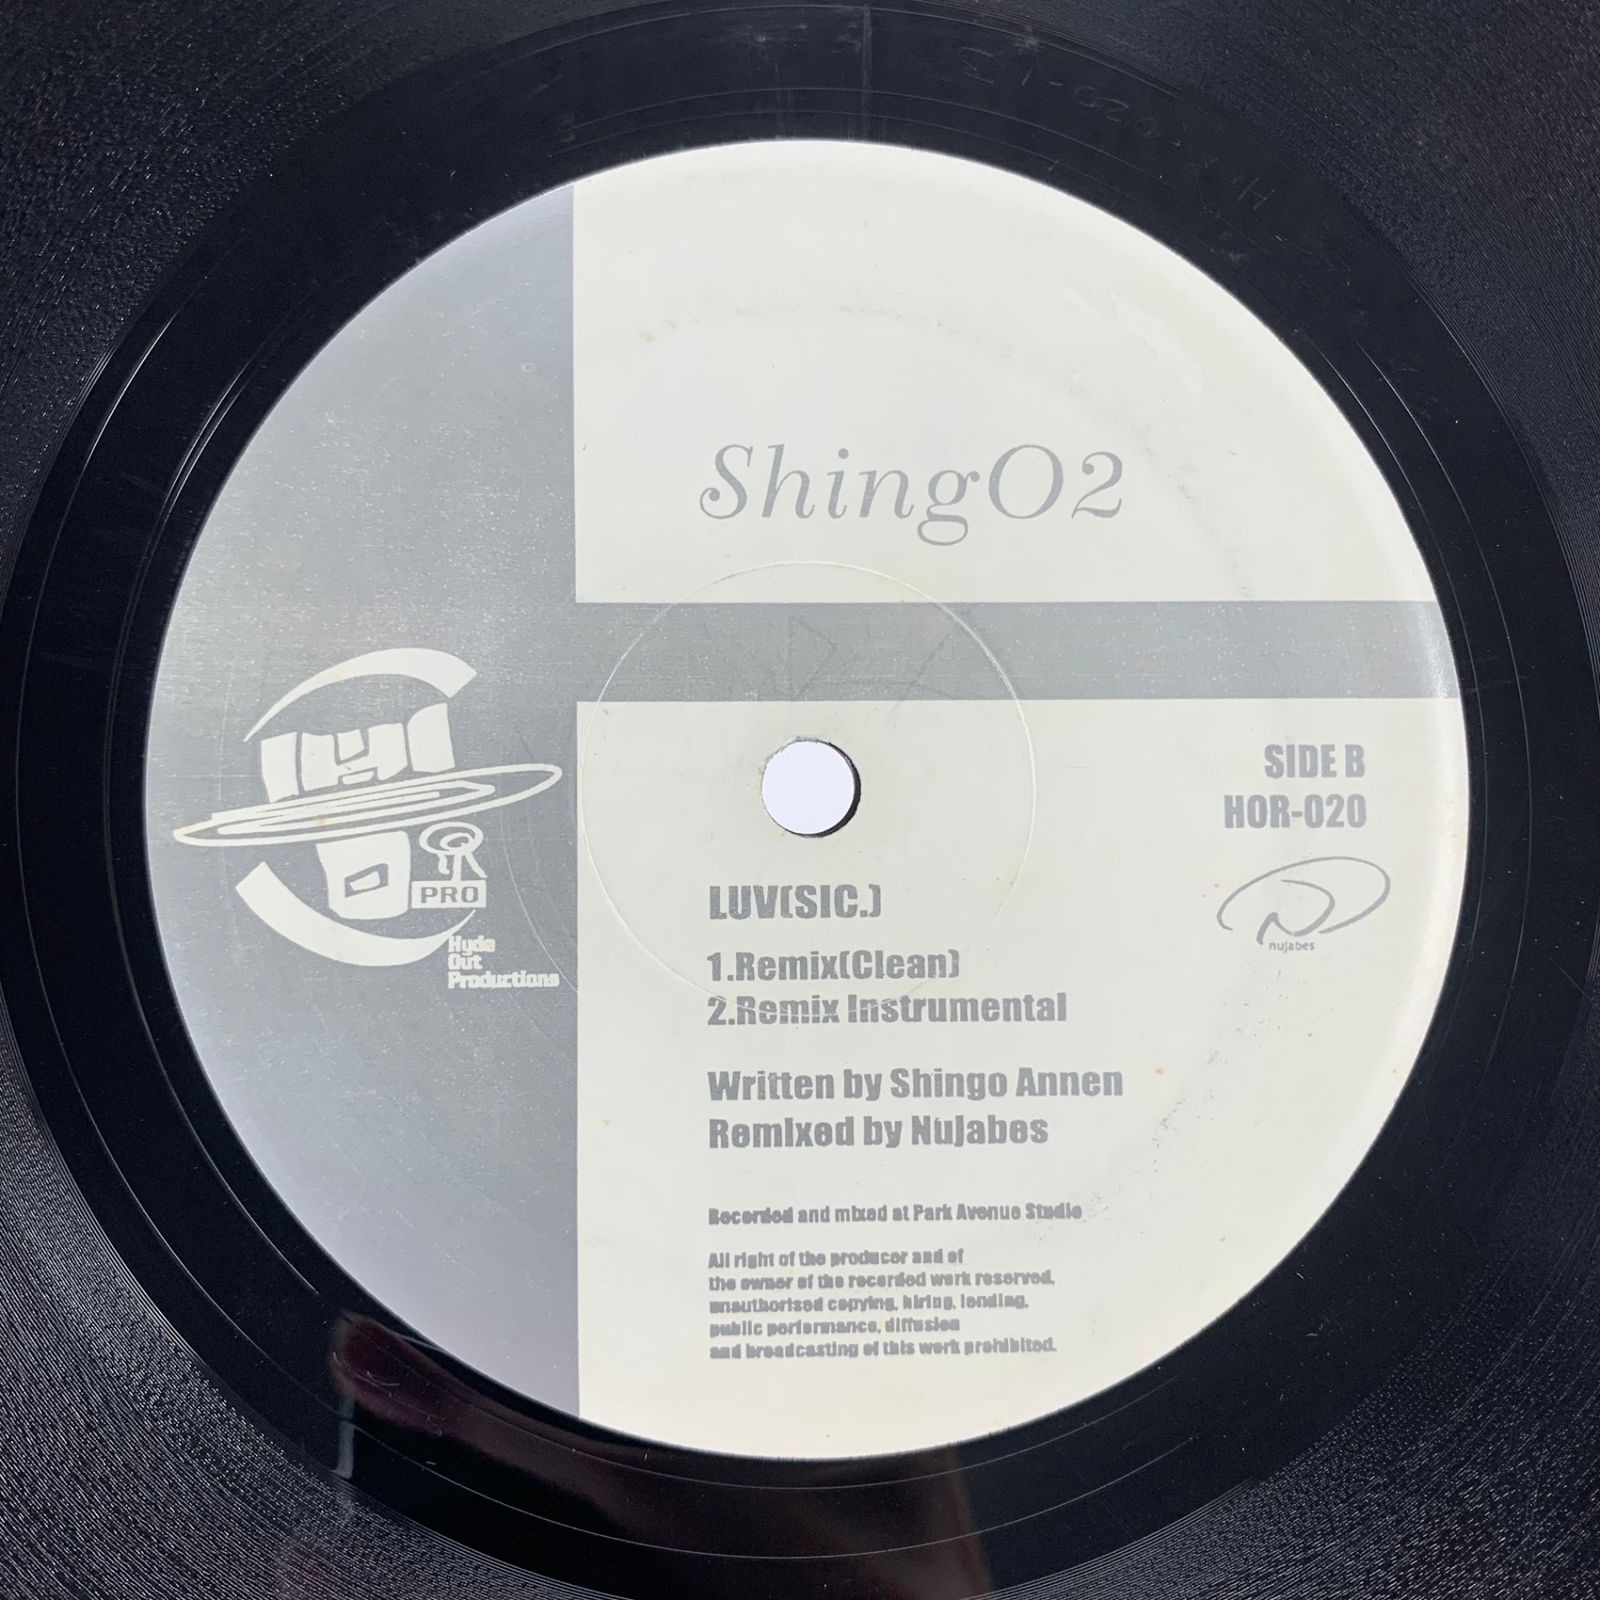 ShingO2
SIDE B
HOR-020
nujabes
PRO
Hyde
Out
Productions
LUV(SIC.)
1.Remix(Clean)
2.Remix Instrumental
Written by Shingo Annen
Remixed by Nujabes
Recorded and mixed at Park Avenue Studio
All right of the producer and of
the owner of the recorded work reserved,
unauthorised copying, hiring, lending,
public performance, diffusion
and broadcasting of this work prohibited.